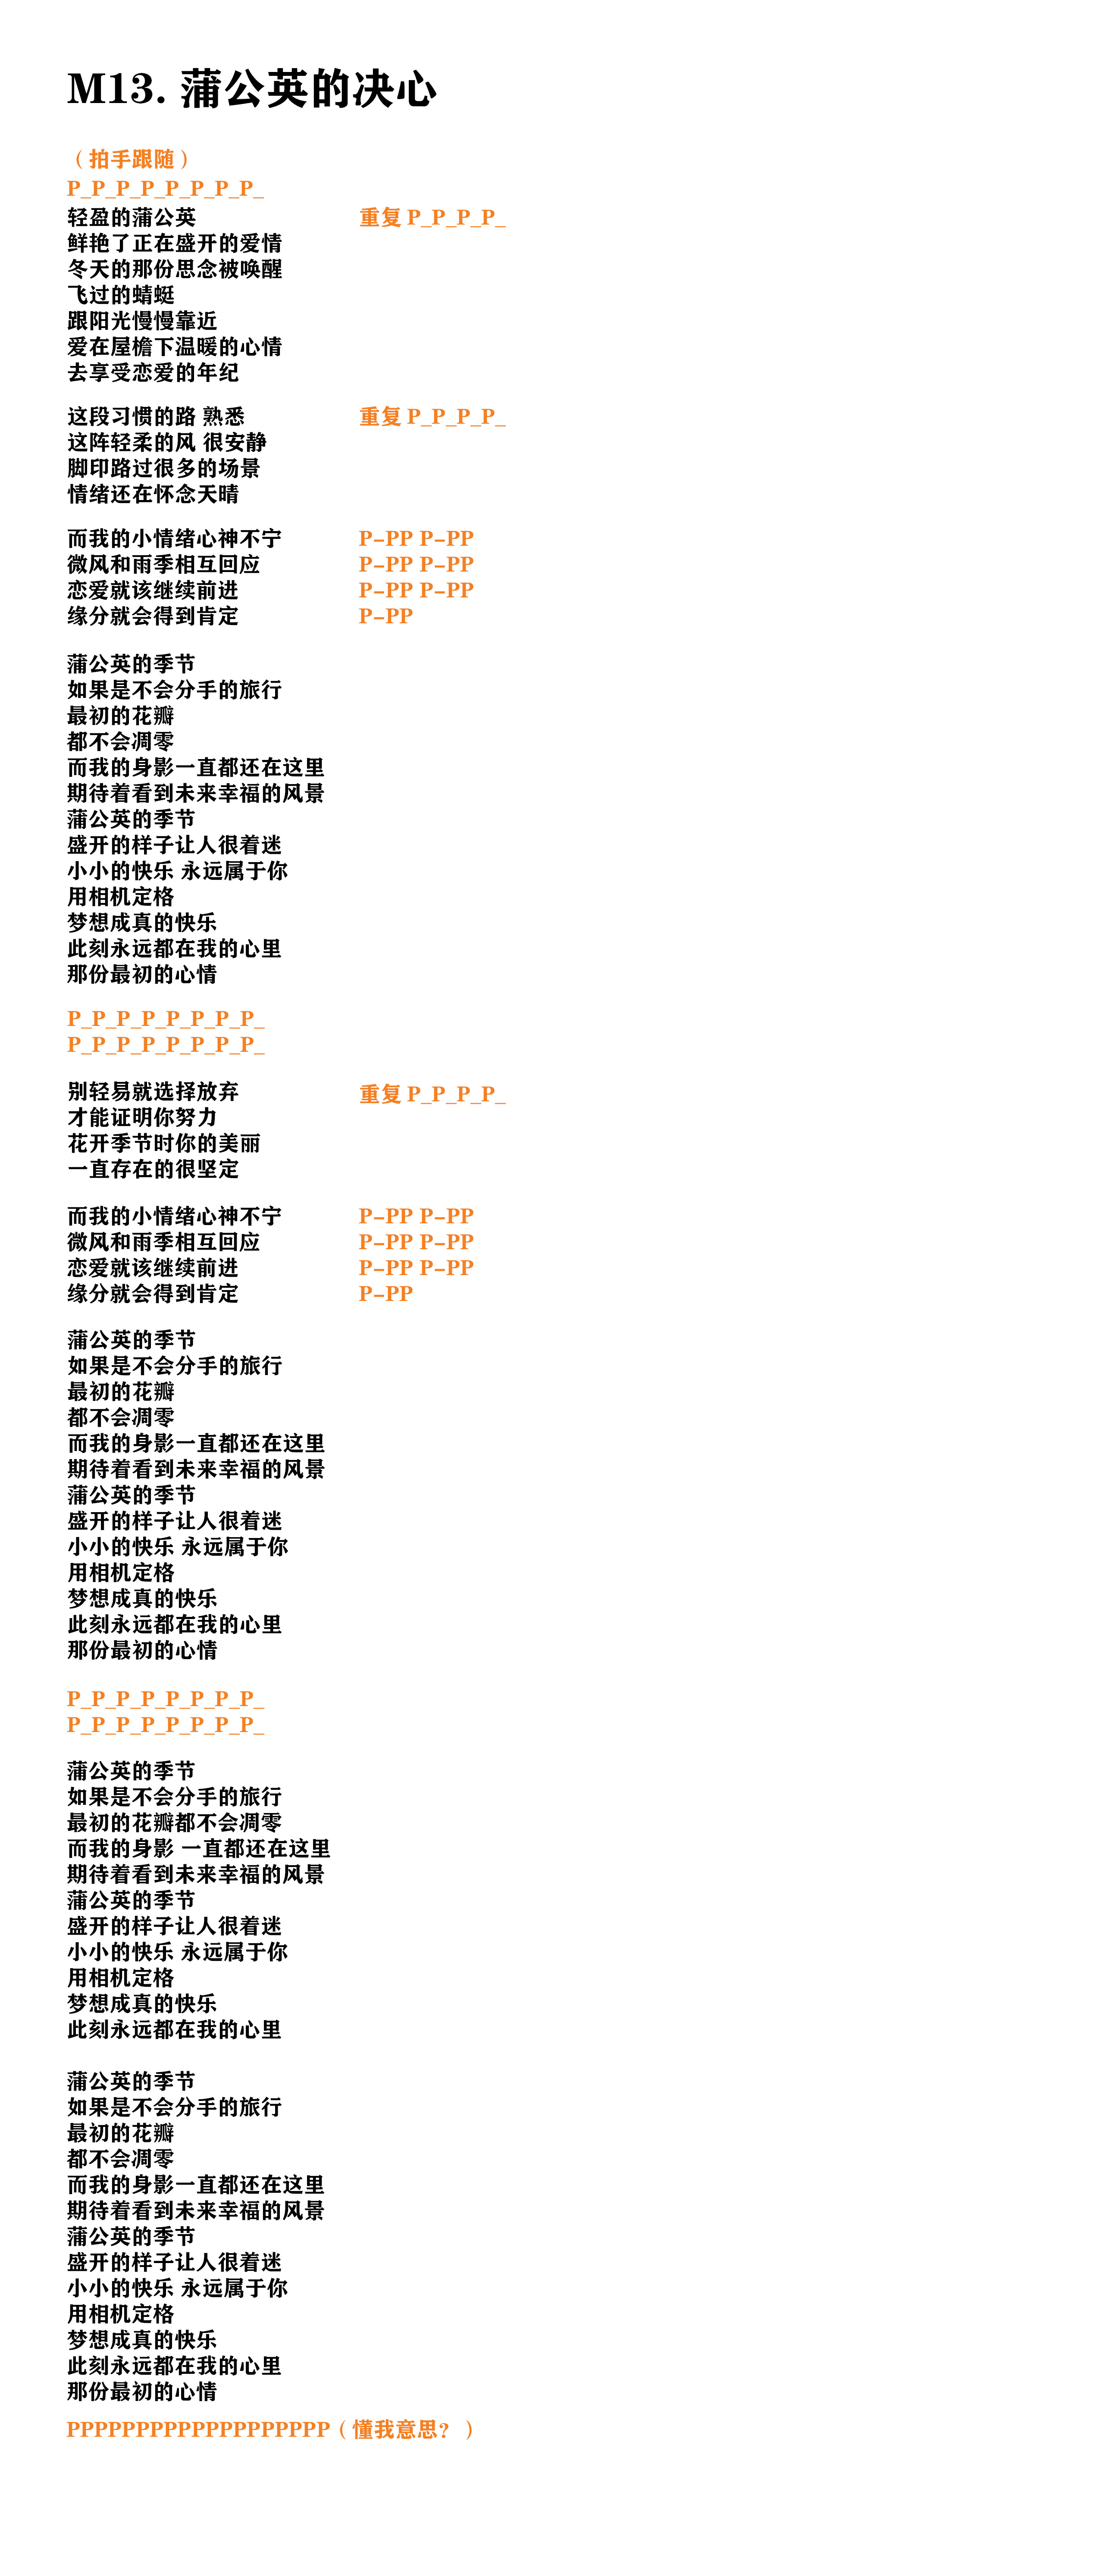 M13. 蒲公英的决心
（拍手跟随）
P_P_P_P_P_P_P_P_
轻盈的蒲公英 重复 P_P_P_P_
鲜艳了正在盛开的爱情
冬天的那份思念被唤醒
飞过的蜻蜓
跟阳光慢慢靠近
爱在屋檐下温暖的心情
去享受恋爱的年纪
这段习惯的路 熟悉 重复 P_P_P_P_
这阵轻柔的风 很安静
脚印路过很多的场景
情绪还在怀念天晴
而我的小情绪心神不宁 P-PP P-PP
微风和雨季相互回应 P-PP P-PP
恋爱就该继续前进 P-PP P-PP
缘分就会得到肯定 P-PP
蒲公英的季节
如果是不会分手的旅行
最初的花瓣
都不会凋零
而我的身影一直都还在这里
期待着看到未来幸福的风景
蒲公英的季节
盛开的样子让人很着迷
小小的快乐 永远属于你
用相机定格
梦想成真的快乐
此刻永远都在我的心里
那份最初的心情
P_P_P_P_P_P_P_P_
P_P_P_P_P_P_P_P_
别轻易就选择放弃 重复 P_P_P_P_
才能证明你努力
花开季节时你的美丽
一直存在的很坚定
而我的小情绪心神不宁 P-PP P-PP
微风和雨季相互回应 P-PP P-PP
恋爱就该继续前进 P-PP P-PP
缘分就会得到肯定 P-PP
蒲公英的季节
如果是不会分手的旅行
最初的花瓣
都不会凋零
而我的身影一直都还在这里
期待着看到未来幸福的风景
蒲公英的季节
盛开的样子让人很着迷
小小的快乐 永远属于你
用相机定格
梦想成真的快乐
此刻永远都在我的心里
那份最初的心情
P_P_P_P_P_P_P_P_
P_P_P_P_P_P_P_P_
蒲公英的季节
如果是不会分手的旅行
最初的花瓣都不会凋零
而我的身影 一直都还在这里
期待着看到未来幸福的风景
蒲公英的季节
盛开的样子让人很着迷
小小的快乐 永远属于你
用相机定格
梦想成真的快乐
此刻永远都在我的心里
蒲公英的季节
如果是不会分手的旅行
最初的花瓣
都不会凋零
而我的身影一直都还在这里
期待着看到未来幸福的风景
蒲公英的季节
盛开的样子让人很着迷
小小的快乐 永远属于你
用相机定格
梦想成真的快乐
此刻永远都在我的心里
那份最初的心情
PPPPPPPPPPPPPPPPPPP（懂我意思？）